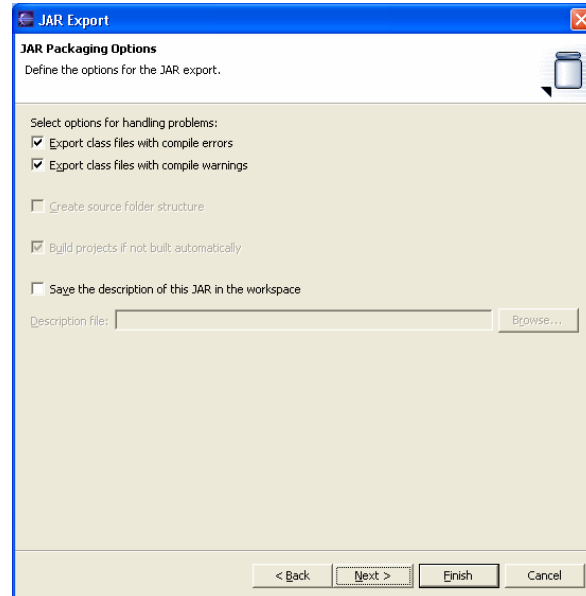 JAR Export
JAR Packaging Options
Define the options for the JAR export.
Select options for handling problems:
Export class files with compile errors
Export class files with compile warnings
Create source folder structure
Build projects if not built automatically
Save the description of this JAR in the workspace
Description file:
Browse...
< Back
Next >
Finish
Cancel